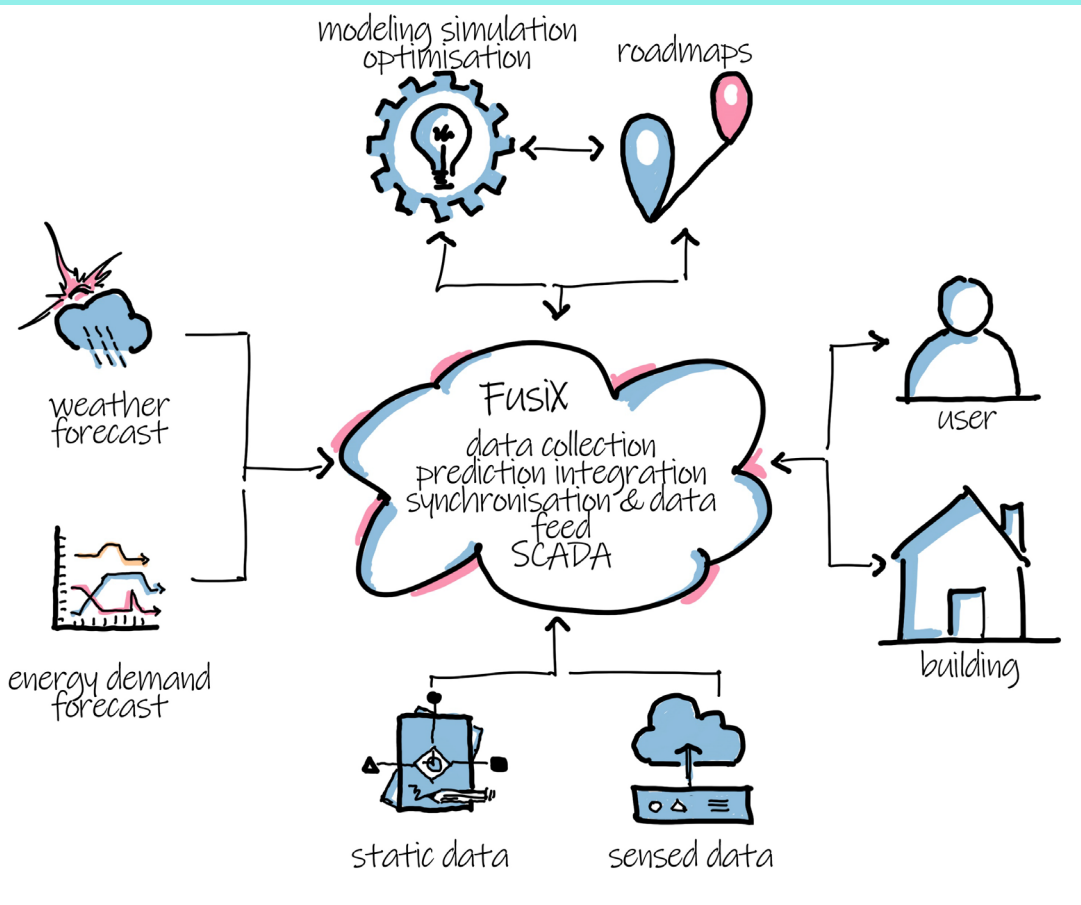 modeling simulation
optimisation
roadmaps
weather
forecast
FusiX
data collection
prediction integration
synchronisation & data
feed
SCADA
user
energy demand
forecast
building
static data
sensed data